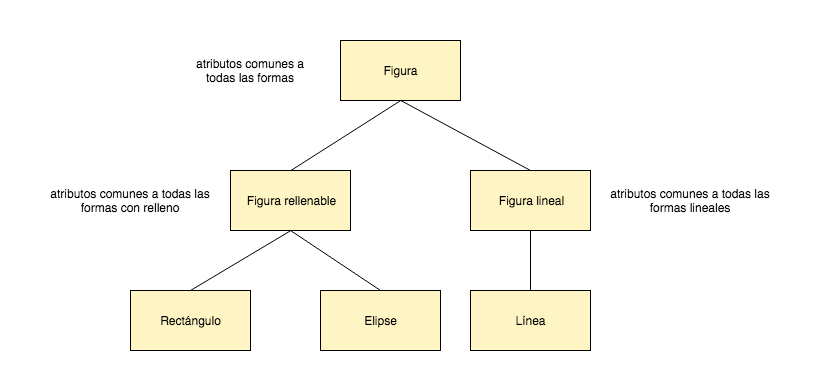 atributos comunes a
todas las formas
Figura
atributos comunes a todas las
formas con relleno
Figura rellenable
Figura lineal
atributos comunes a todas las
formas lineales
Rectángulo
Elipse
Línea